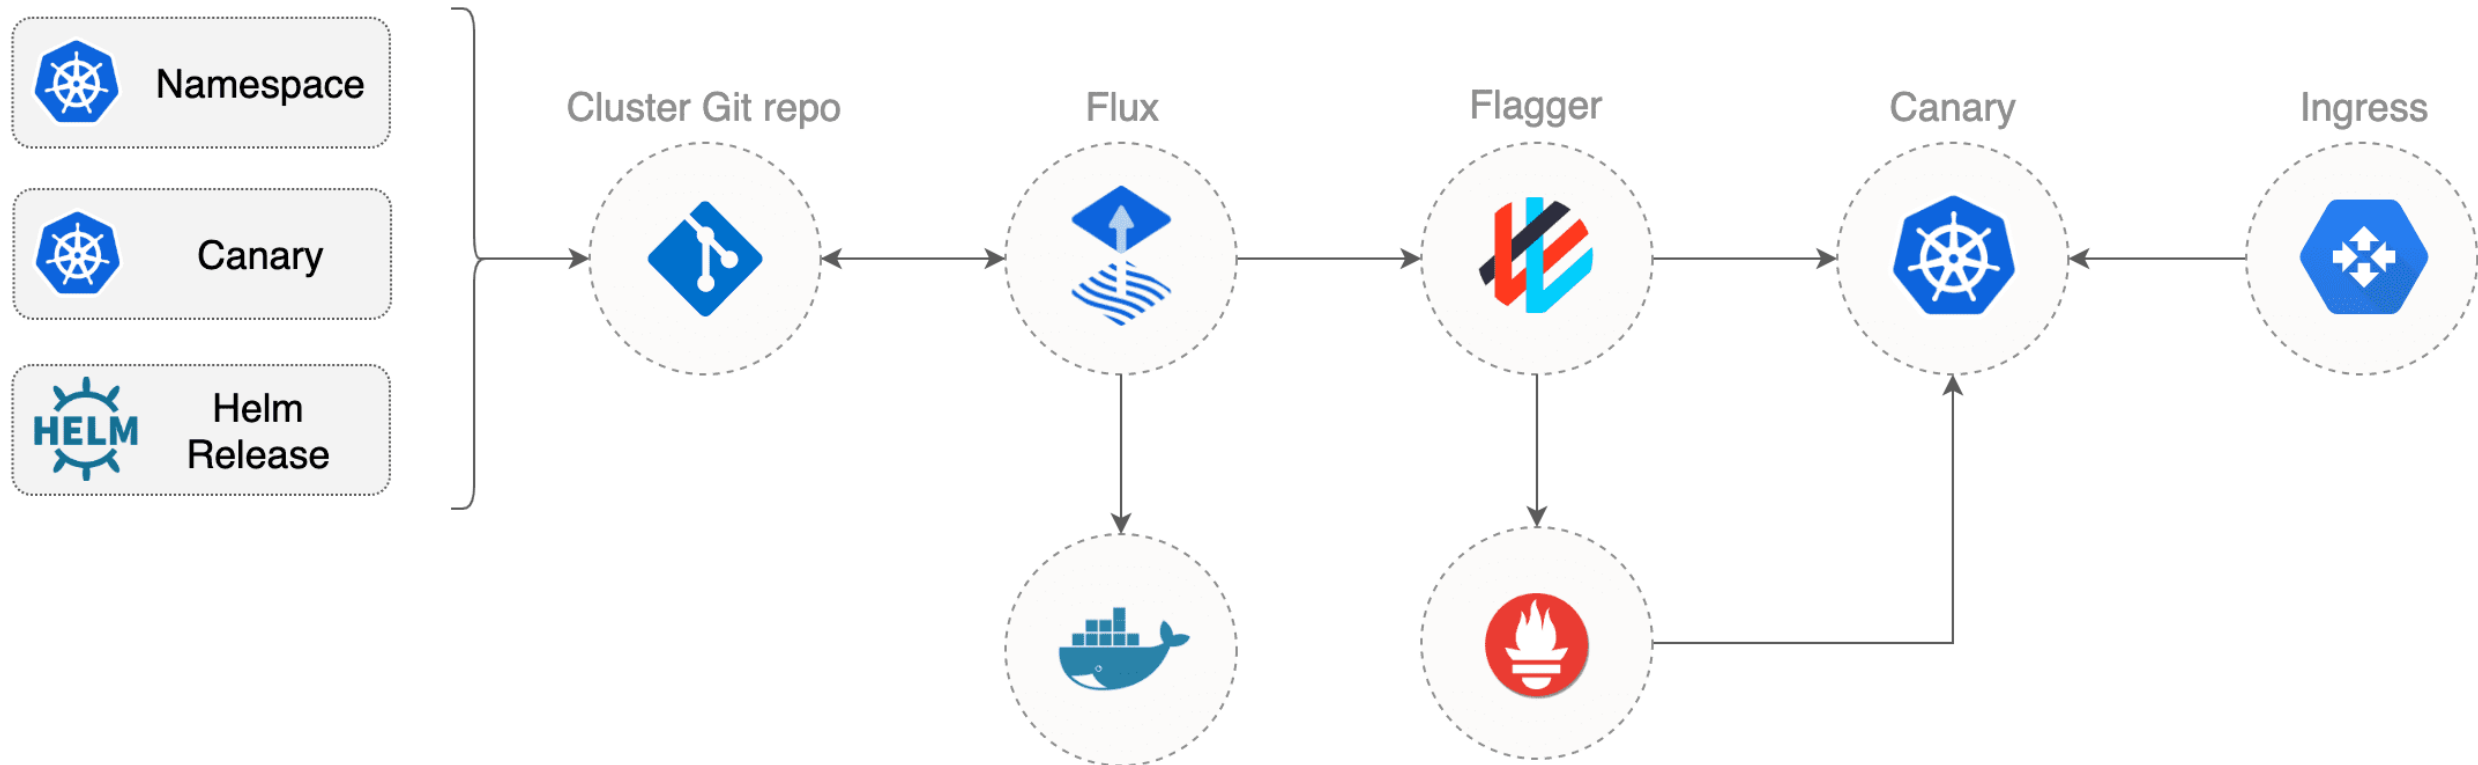 Namespace
Canary
HELM
Helm
Release
Cluster Git repo
Flux
Flagger
Canary
Ingress